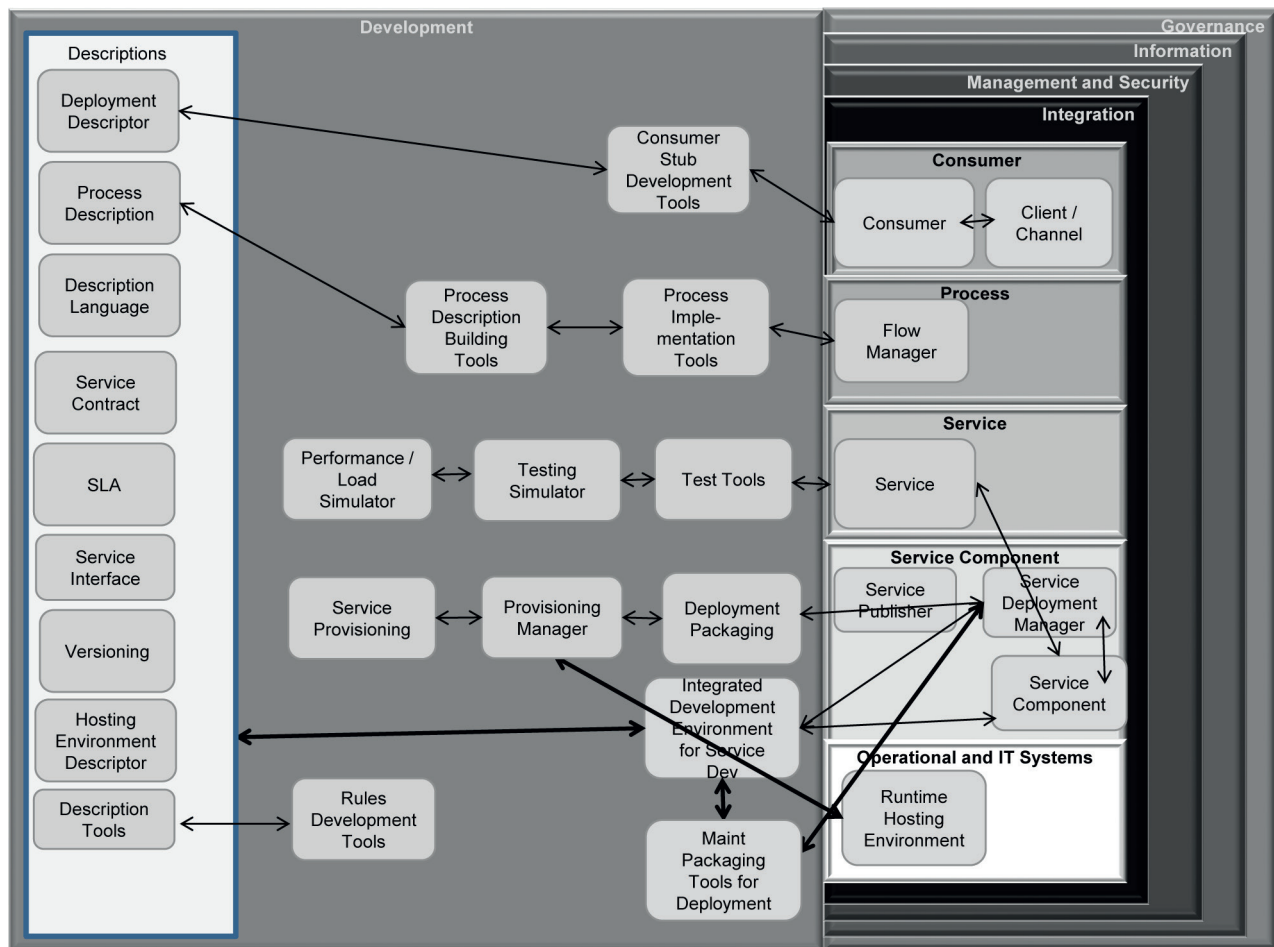 Development
Governance
Information
Management and Security
Integration
Descriptions
Deployment
Descriptor
Process
Description
Description
Language
Service
Contract
SLA
Service
Interface
Versioning
Hosting
Environment
Descriptor
Description
Tools
Consumer
Stub
Development
Tools
Process
Description
Building
Tools
Process
Imple-
mentation
Tools
Performance /
Load
Simulator
Testing
Simulator
Test Tools
Service
Provisioning
Provisioning
Manager
Deployment
Packaging
Integrated
Development
Environment
for Service
Dev
Rules
Development
Tools
Maint
Packaging
Tools for
Deployment
Consumer
Consumer
Client /
Channel
Process
Flow
Manager
Service
Service
Service Component
Service
Publisher
Service
Deployment
Manager
Service
Component
Operational and IT Systems
Runtime
Hosting
Environment